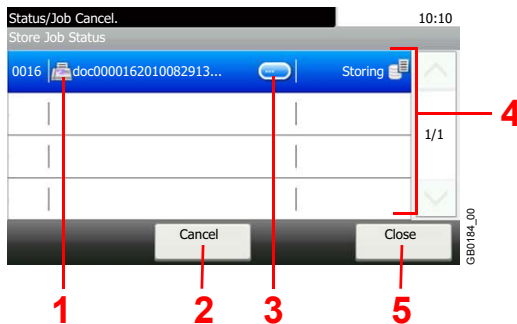 Status/Job Cancel.
10:10
Store Job Status
0016 doc0000162010082913... Storing
1/1
Cancel
Close
GB0184_00
1
2
3
4
5